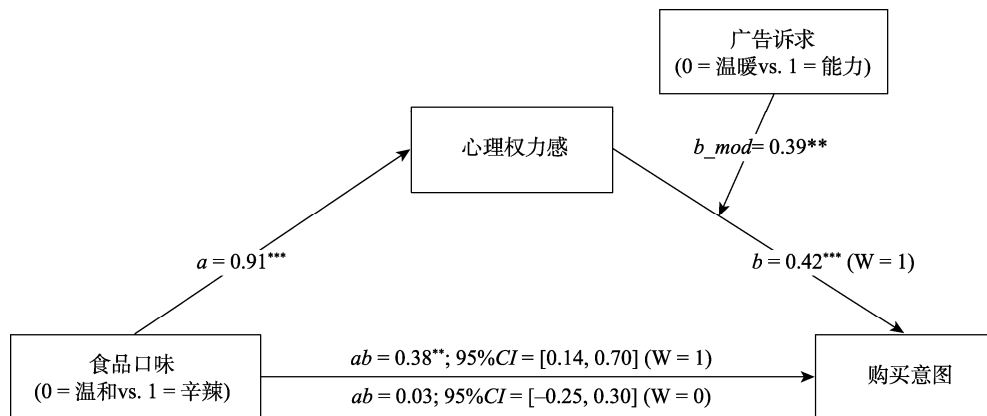 广告诉求
(0 = 温暖vs. 1 = 能力)
心理权力感
b_mod= 0.39**
a = 0.91***
b = 0.42*** (W = 1)
食品口味
(0 = 温和vs. 1 = 辛辣)
ab = 0.38**; 95%CI = [0.14, 0.70] (W = 1)
ab = 0.03; 95%CI = [–0.25, 0.30] (W = 0)
购买意图